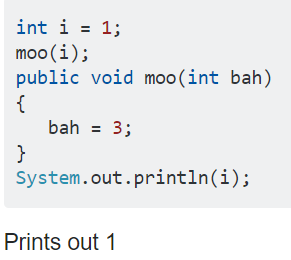 int i = 1;
moo(i);
public void moo(int bah)
{
   bah = 3;
}
System.out.println(i);
Prints out 1